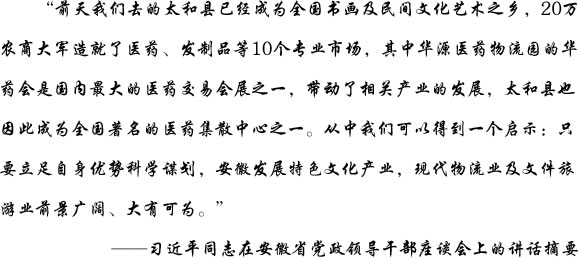 “前天我们去的太和县已经成为全国书画及民间文化艺术之乡，20万
农商大军造就了医药、发制品等10个专业市场，其中华源医药物流园的华
药会是国内最大的医药交易会展之一，带动了相关产业的发展，太和县也
因此成为全国著名的医药集散中心之一。从中我们可以得到一个启示：只
要立足自身优势科学谋划，安徽发展特色文化产业，现代物流业及文件旅
游业前景广阔、大有可为。”
——习近平同志在安徽省党政领导干部座谈会上的讲话摘要